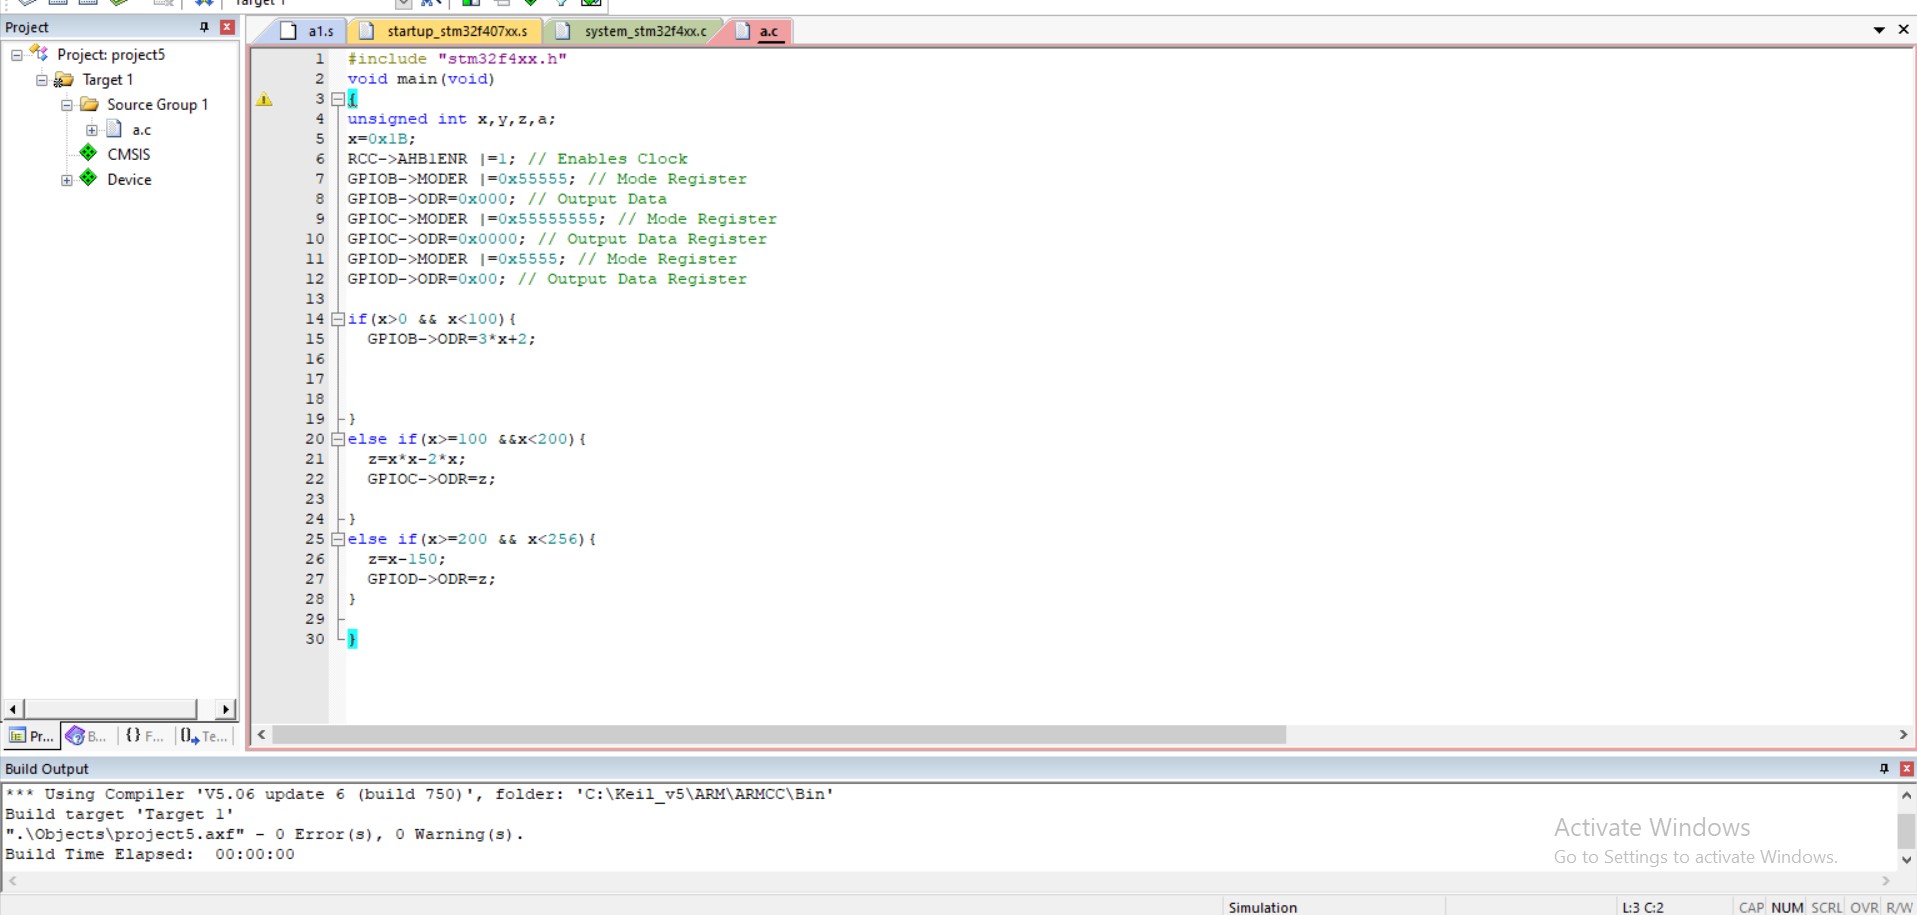 Target 1
Project
a1.s
startup_stm32f407xx.s
system_stm32f4xx.c
a.c
Project: project5
Target 1
Source Group 1
a.c
CMSIS
Device
1 #include "stm32f4xx.h"
2 void main(void)
3 {
4 unsigned int x,y,z,a;
5 x=0x1B;
6 RCC->AHB1ENR |=1; // Enables Clock
7 GPIOB->MODER |=0x55555; // Mode Register
8 GPIOB->ODR=0x000; // Output Data
9 GPIOC->MODER |=0x55555555; // Mode Register
10 GPIOC->ODR=0x0000; // Output Data Register
11 GPIOD->MODER |=0x5555; // Mode Register
12 GPIOD->ODR=0x00; // Output Data Register
13
14 if(x>0 && x<100){
15 GPIOB->ODR=3*x+2;
16
17
18
19 }
20 else if(x>=100 &&x<200){
21 z=x*x-2*x;
22 GPIOC->ODR=z;
23
24 }
25 else if(x>=200 && x<256){
26 z=x-150;
27 GPIOD->ODR=z;
28 }
29
30 }
Pr...
B...
{} F...
Te...
Build Output
*** Using Compiler 'V5.06 update 6 (build 750)', folder: 'C:\Keil_v5\ARM\ARMCC\Bin'
Build target 'Target 1'
".\Objects\project5.axf" - 0 Error(s), 0 Warning(s).
Build Time Elapsed:  00:00:00
Activate Windows
Go to Settings to activate Windows.
Simulation
L:3 C:2
CAP NUM SCRL OVR R/W